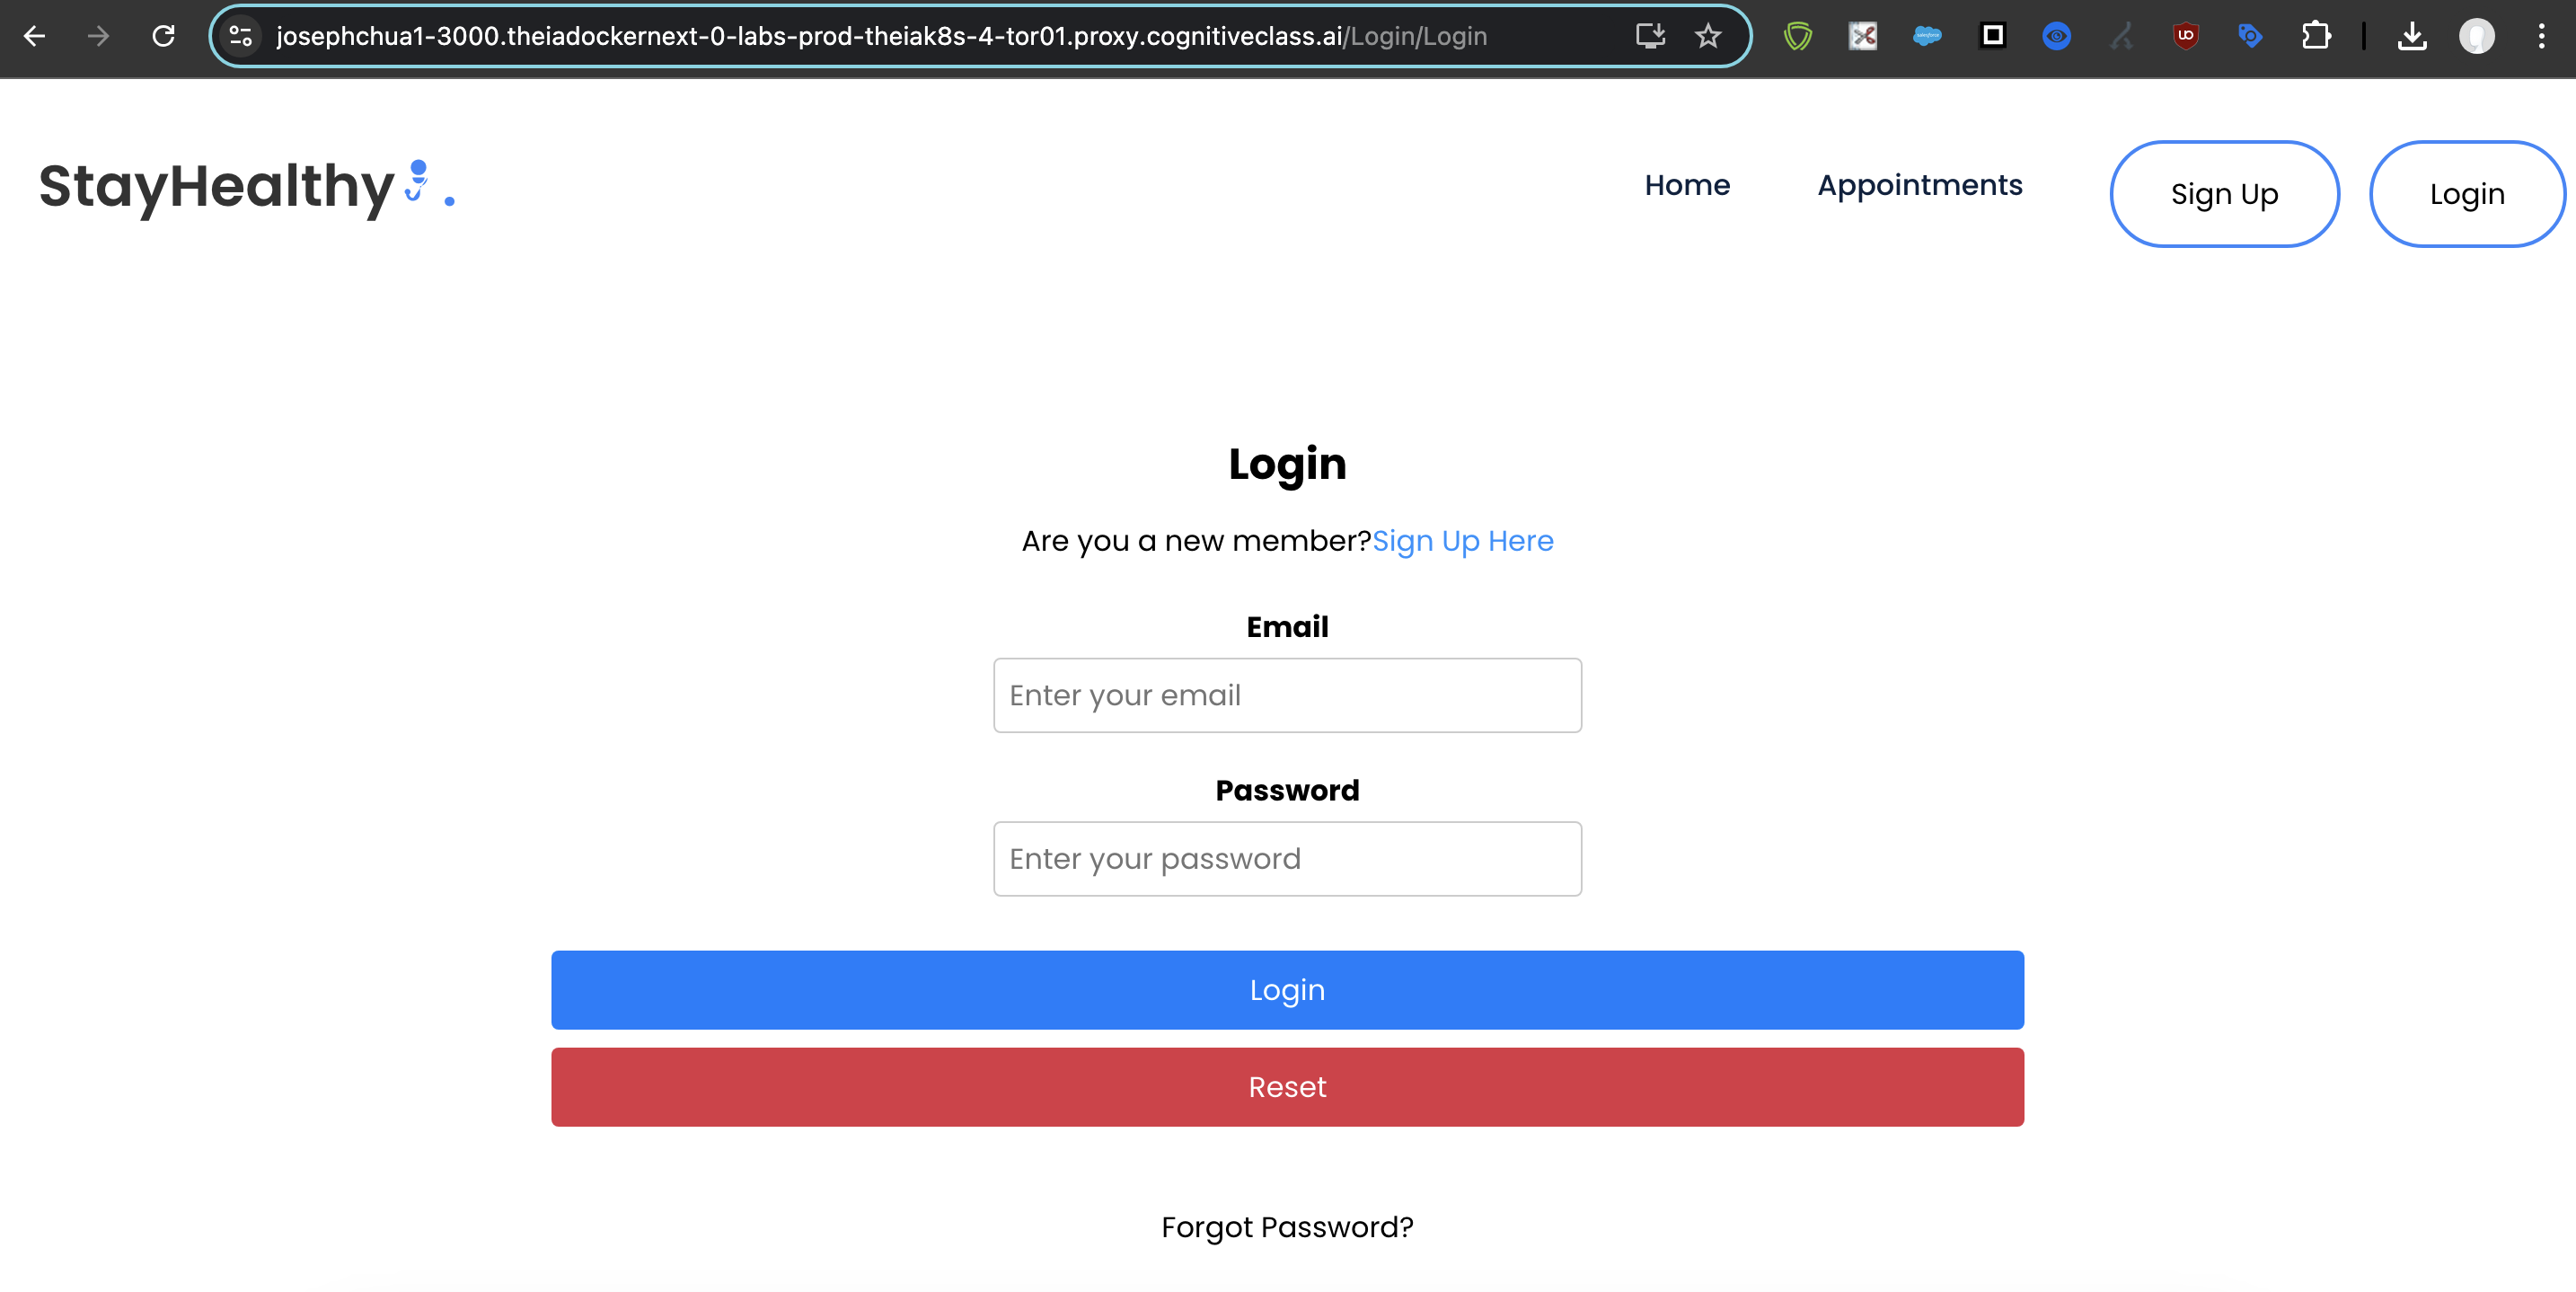 josephchua1-3000.theiadockernext-0-labs-prod-theiak8s-4-tor01.proxy.cognitiveclass.ai/Login/Login
StayHealthy.
Home Appointments Sign Up Login
Login
Are you a new member?Sign Up Here
Email
Enter your email
Password
Enter your password
Login
Reset
Forgot Password?